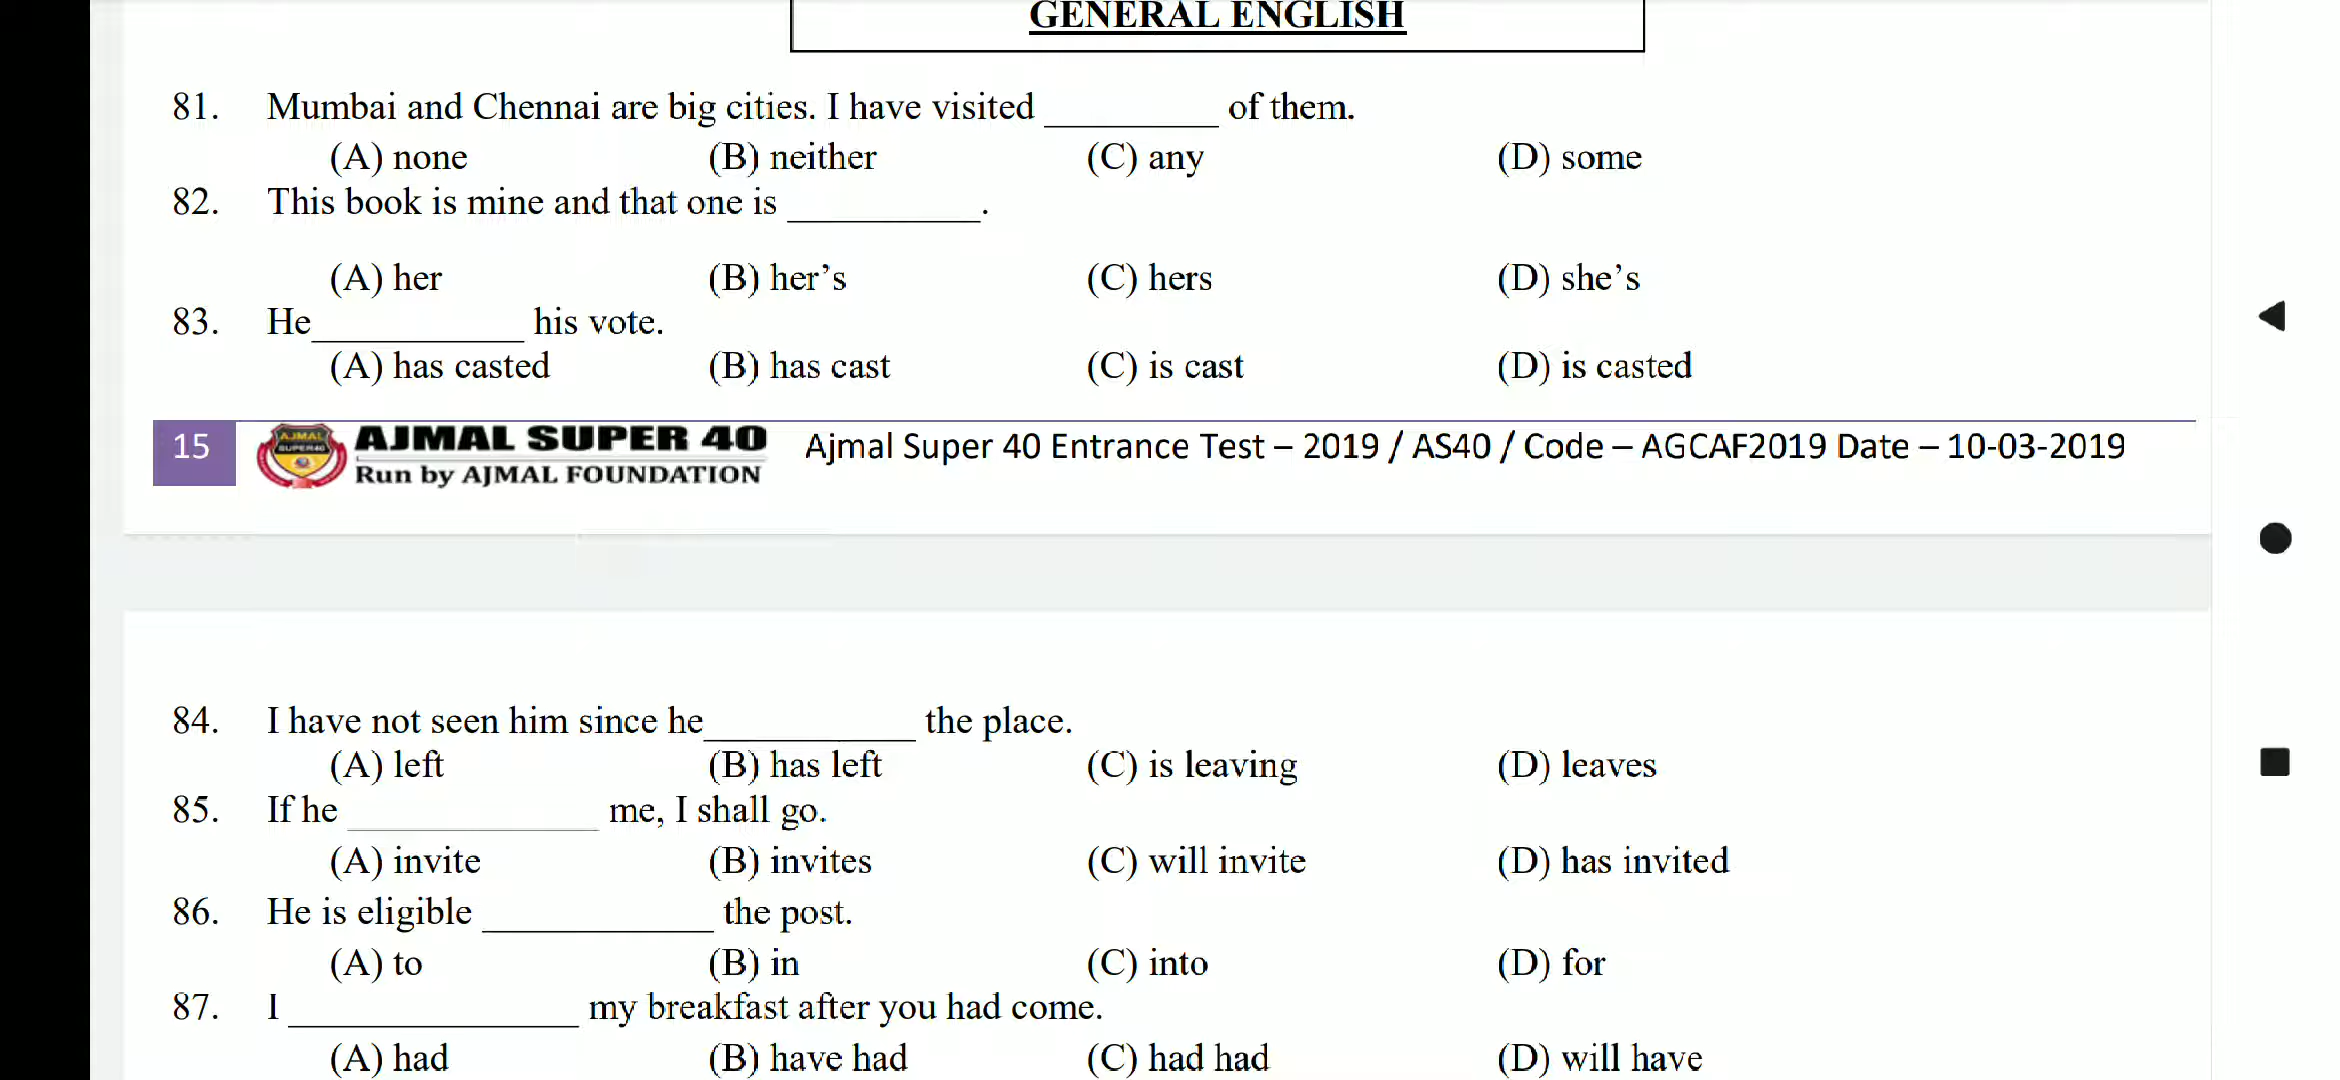 GENERAL ENGLISH
81. Mumbai and Chennai are big cities. I have visited _________ of them.
(A) none (B) neither (C) any (D) some
82. This book is mine and that one is __________.
(A) her (B) her’s (C) hers (D) she’s
83. He___________ his vote.
(A) has casted (B) has cast (C) is cast (D) is casted
15 AJMAL SUPER 40 AJMAL SUPER 40 Ajmal Super 40 Entrance Test – 2019 / AS40 / Code – AGCAF2019 Date – 10-03-2019
Run by AJMAL FOUNDATION
84. I have not seen him since he___________ the place.
(A) left (B) has left (C) is leaving (D) leaves
85. If he _____________ me, I shall go.
(A) invite (B) invites (C) will invite (D) has invited
86. He is eligible ____________ the post.
(A) to (B) in (C) into (D) for
87. I _______________ my breakfast after you had come.
(A) had (B) have had (C) had had (D) will have